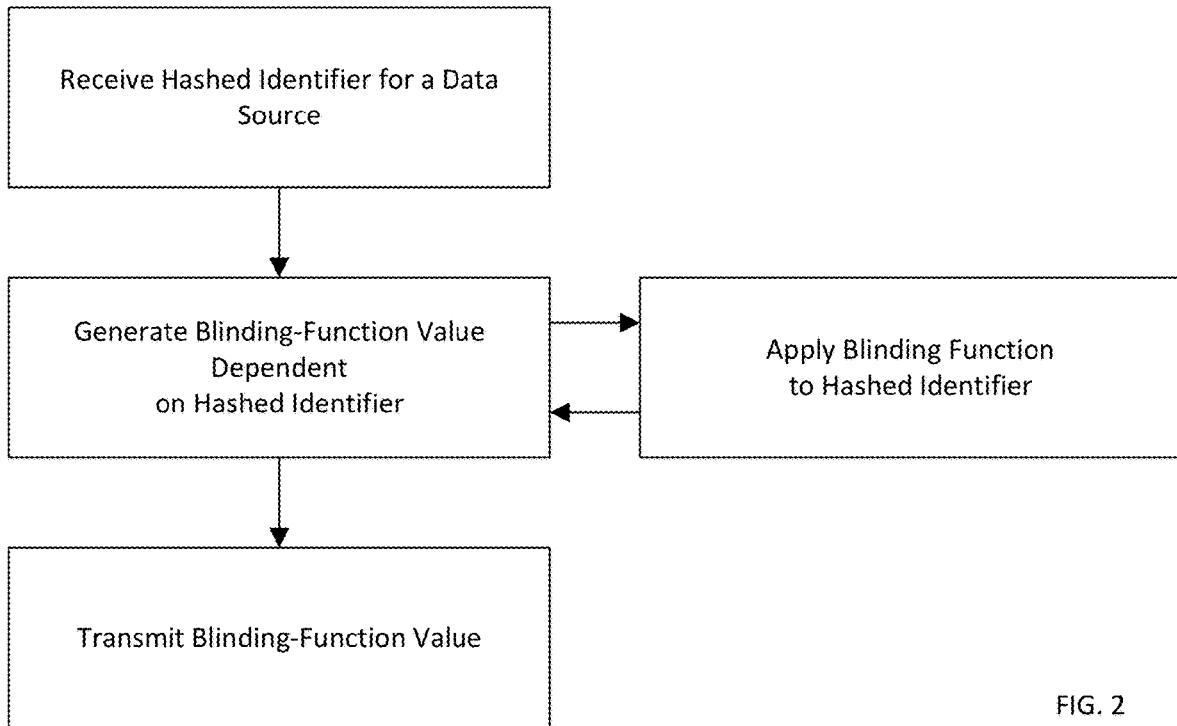 Receive Hashed Identifier for a Data
Source
Generate Blinding-Function Value
Dependent
on Hashed Identifier
Apply Blinding Function
to Hashed Identifier
Transmit Blinding-Function Value
FIG. 2